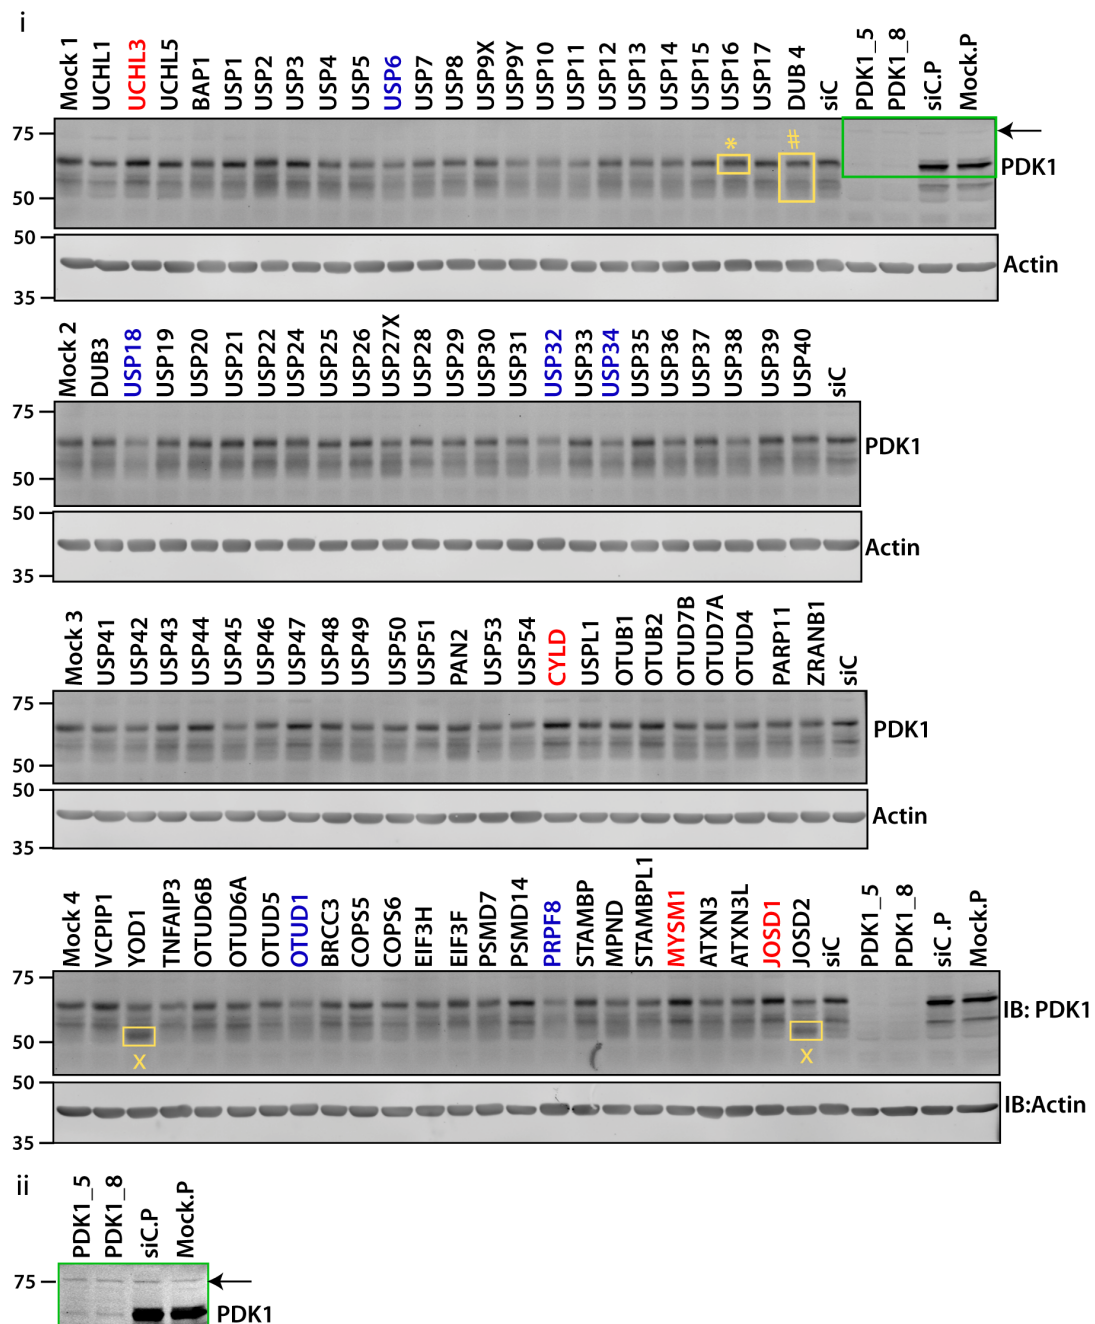 i
Mock 1 UCHL1 UCHL3 UCHL5 BAP1 USP1 USP2 USP3 USP4 USP5 USP6 USP7 USP8 USP9X USP9Y USP10 USP11 USP12 USP13 USP14 USP15 USP16 USP17 DUB 4 siC PDK1_5 PDK1_8 siC.P Mock.P
75
* #
PDK1
50
50
Actin
35
Mock 2 DUB3 USP18 USP19 USP20 USP21 USP22 USP24 USP25 USP26 USP27X USP28 USP29 USP30 USP31 USP32 USP33 USP34 USP35 USP36 USP37 USP38 USP39 USP40 siC
75
PDK1
50
50
Actin
35
Mock 3 USP41 USP42 USP43 USP44 USP45 USP46 USP47 USP48 USP49 USP50 USP51 PAN2 USP53 USP54 CYLD USPL1 OTUB1 OTUB2 OTUD7B OTUD7A OTUD4 PARP11 ZRANB1 siC
75
PDK1
50
50
Actin
35
Mock 4 VCPIP1 YOD1 TNFAIP3 OTUD6B OTUD6A OTUD5 OTUD1 BRCC3 COPS5 COPS6 EIF3H EIF3F PSMD7 PSMD14 PRPF8 STAMBP MPND STAMBPL1 MYSM1 ATXN3 ATXN3L JOSD1 JOSD2 siC PDK1_5 PDK1_8 siC.P Mock.P
75
IB: PDK1
50
x x
50
IB:Actin
35
ii
PDK1_5 PDK1_8 siC.P Mock.P
75
PDK1